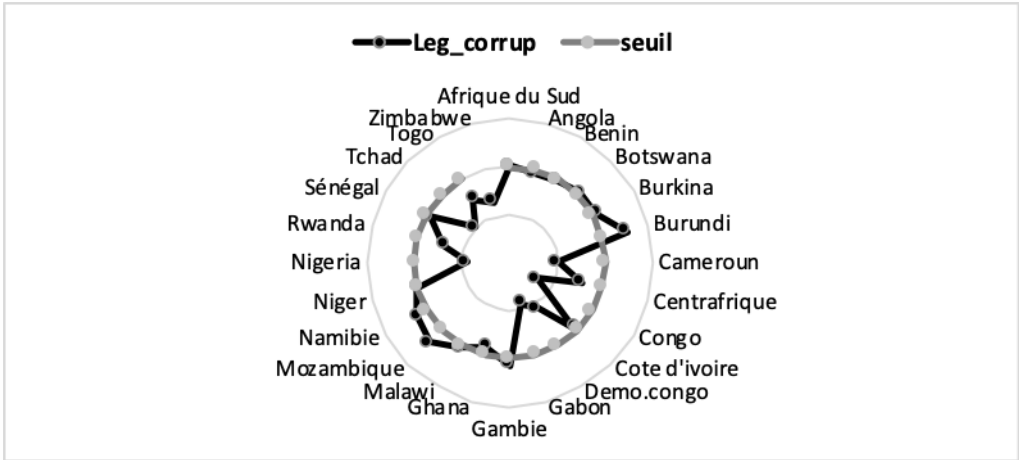 Leg_corrup seuil
Afrique du Sud
Angola
Benin
Botswana
Burkina
Burundi
Cameroun
Centrafrique
Congo
Cote d'ivoire
Demo.congo
Gabon
Gambie
Ghana
Malawi
Mozambique
Namibie
Niger
Nigeria
Rwanda
Sénégal
Tchad
Togo
Zimbabwe